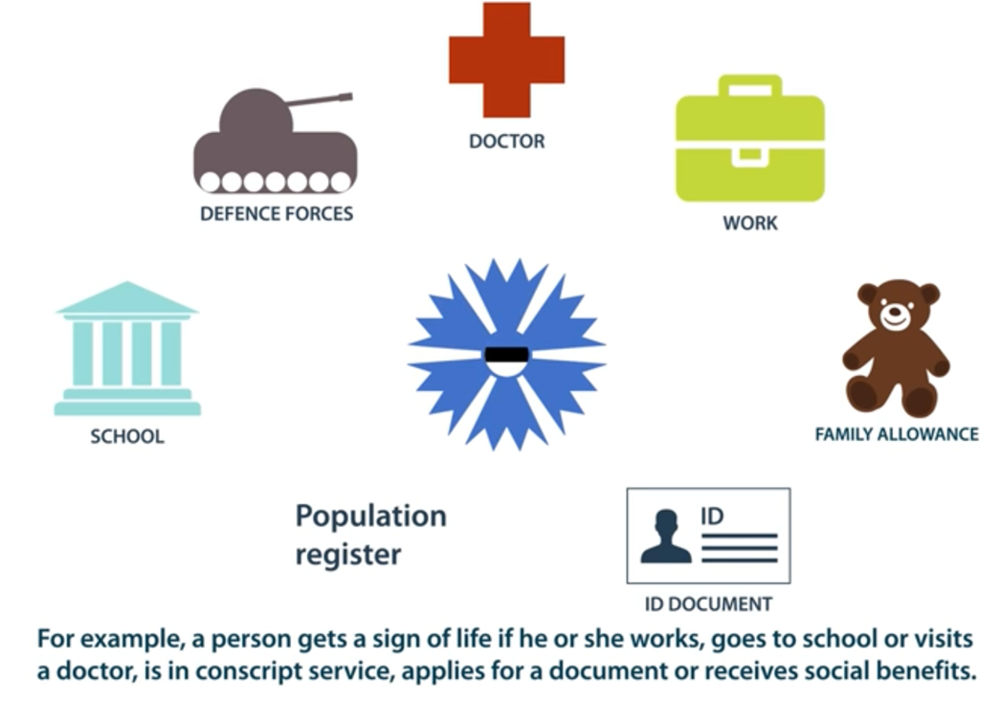 DOCTOR
DEFENCE FORCES
WORK
SCHOOL
FAMILY ALLOWANCE
Population
register
ID
ID DOCUMENT
For example, a person gets a sign of life if he or she works, goes to school or visits
a doctor, is in conscript service, applies for a document or receives social benefits.